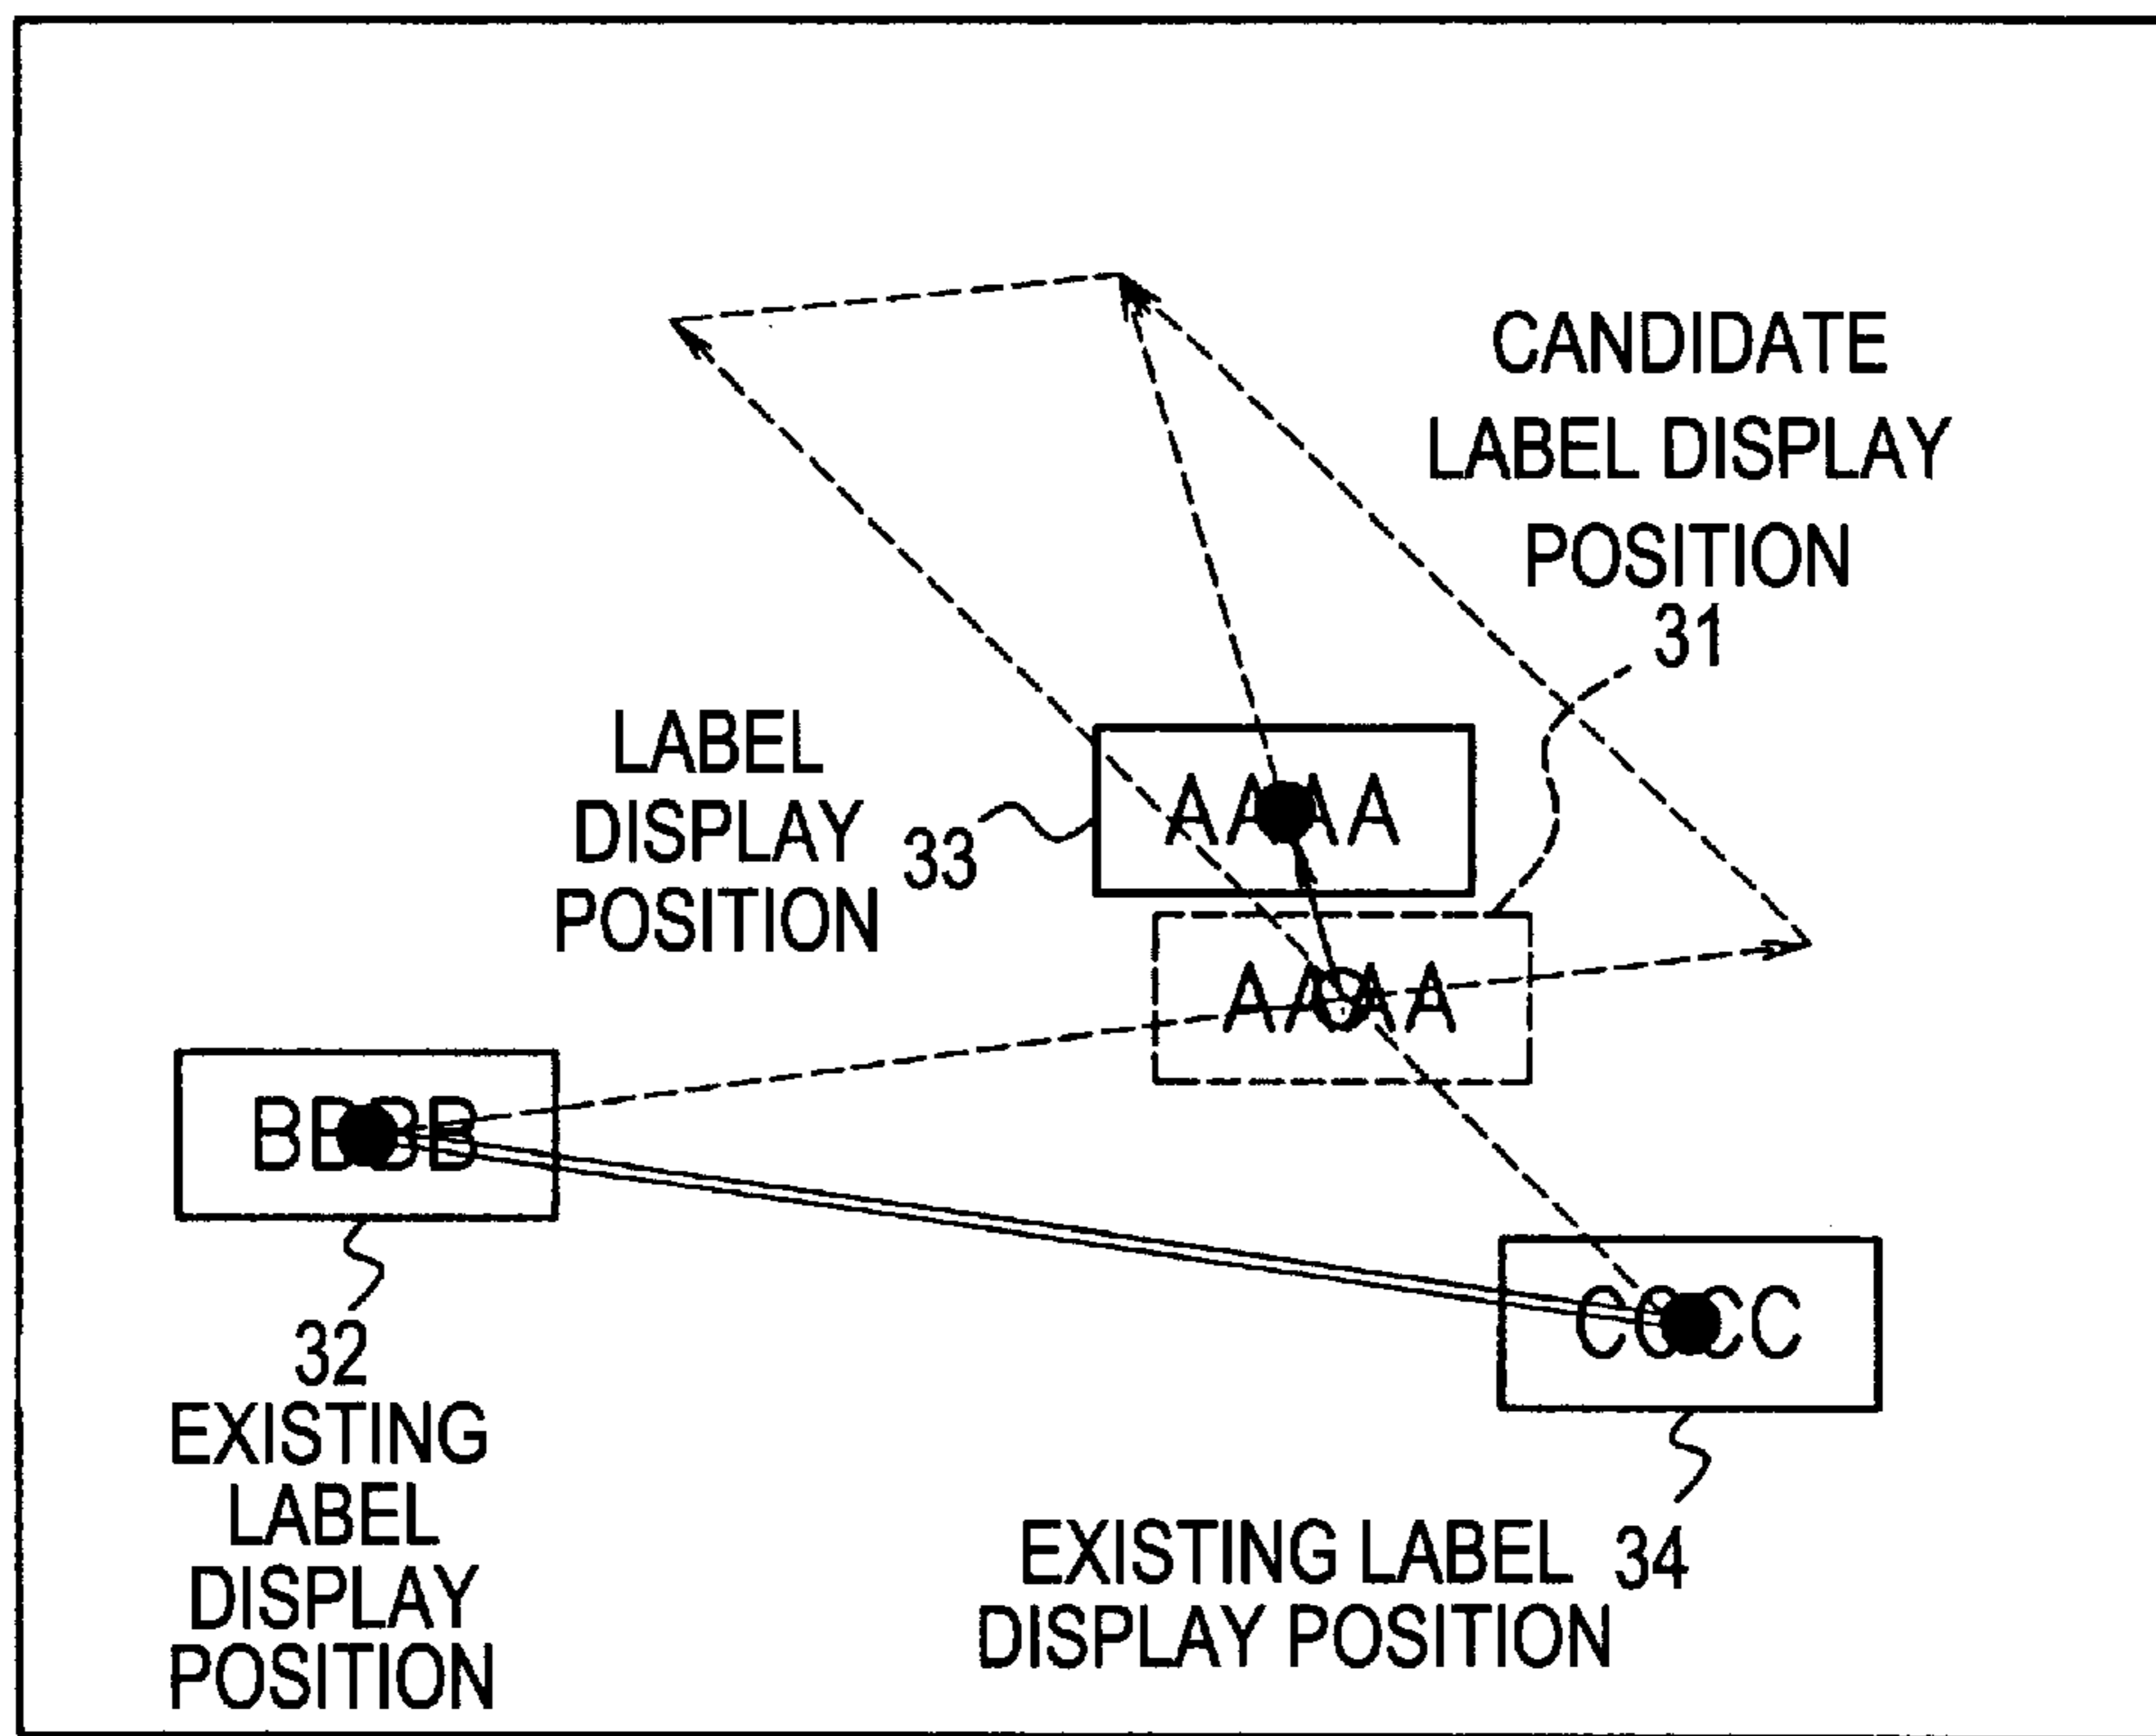 CANDIDATE
LABEL DISPLAY
POSITION
31
LABEL
DISPLAY
POSITION
33
AAAA
AAAA
BBBB
32
EXISTING
LABEL
DISPLAY
POSITION
CCCC
EXISTING LABEL 34
DISPLAY POSITION